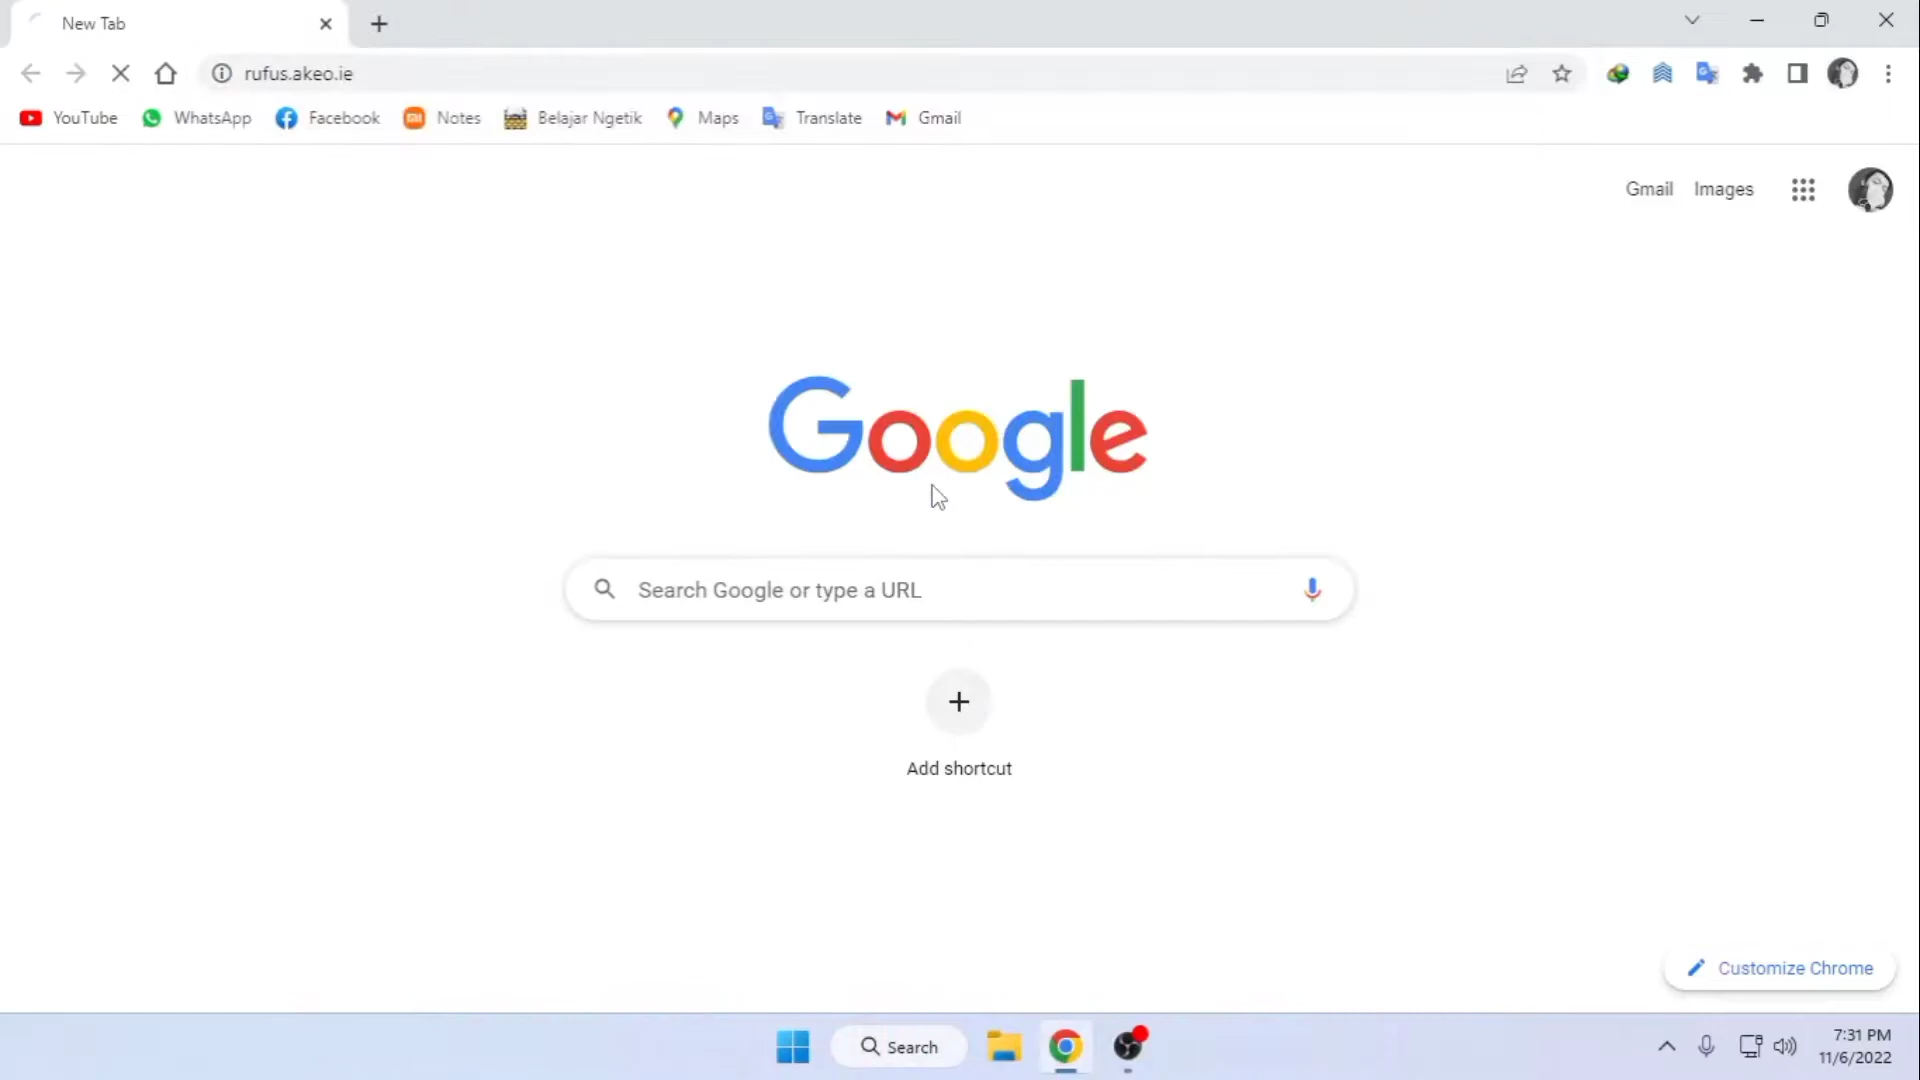 New Tab
rufus.akeo.ie
YouTube WhatsApp Facebook Notes Belajar Ngetik Maps Translate Gmail
Gmail Images
Google
Search Google or type a URL
Add shortcut
Customize Chrome
Search
7:31 PM
11/6/2022